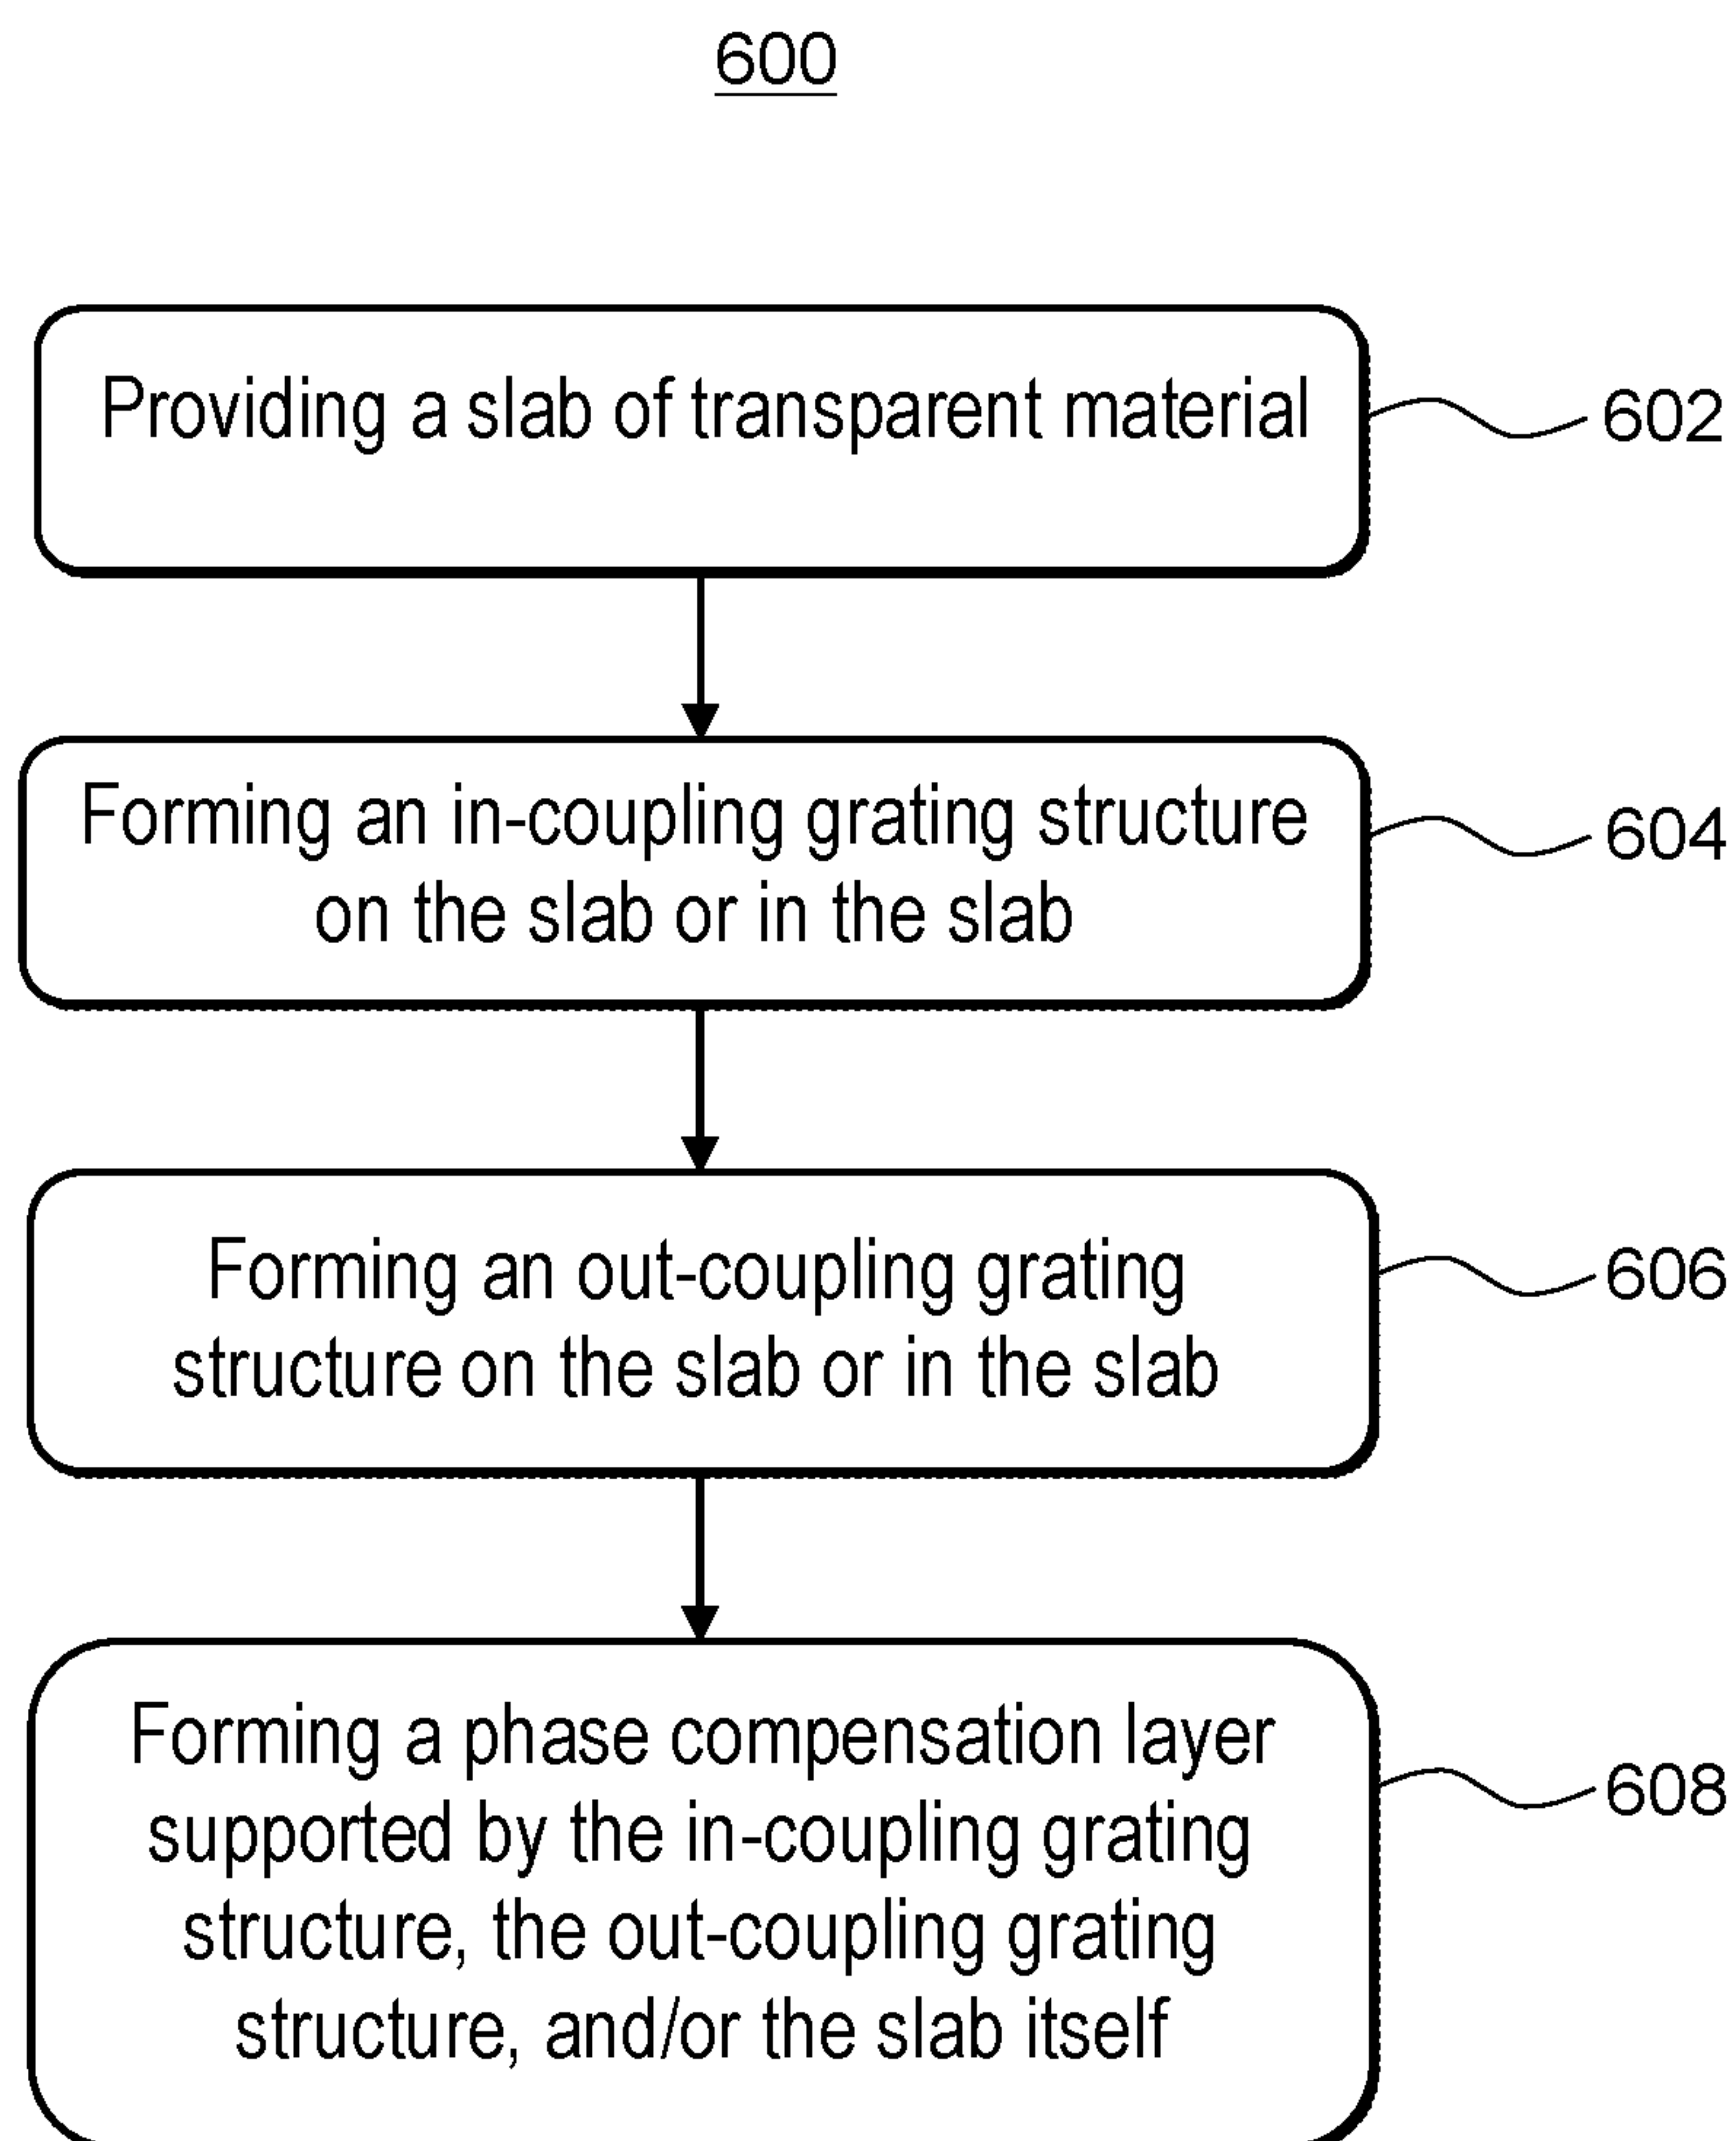 600
Providing a slab of transparent material
602
Forming an in-coupling grating structure
on the slab or in the slab
604
Forming an out-coupling grating
structure on the slab or in the slab
606
Forming a phase compensation layer
supported by the in-coupling grating
structure, the out-coupling grating
structure, and/or the slab itself
608